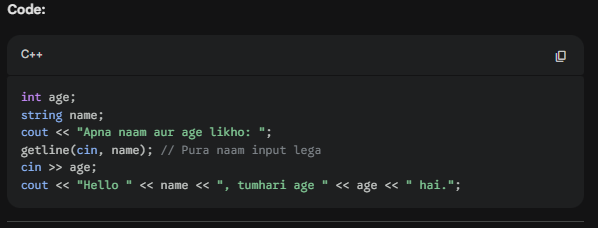 Code:
C++
int age;
string name;
cout << "Apna naam aur age likho: ";
getline(cin, name); // Pura naam input lega
cin >> age;
cout << "Hello " << name << ", tumhari age " << age << " hai.";